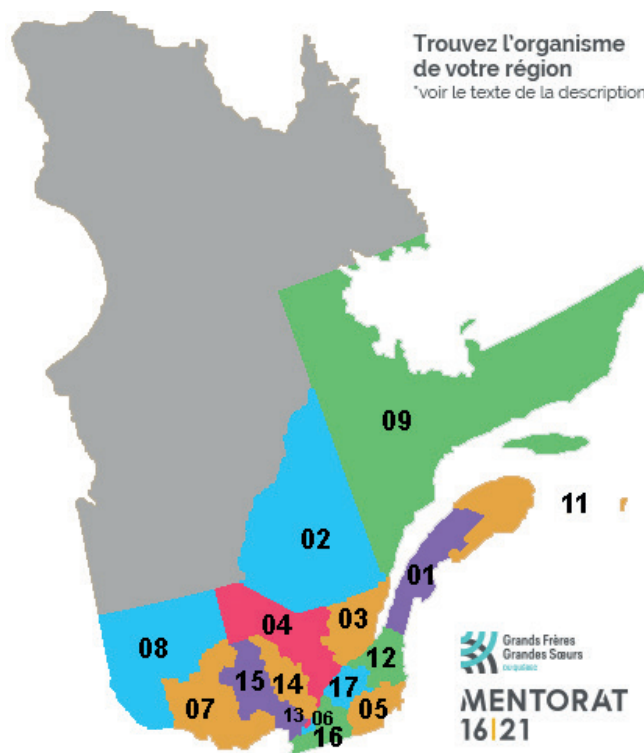 Trouvez l'organisme
de votre région
*voir le texte de la description
09
11
02
01
04
03
08
12
15
14
17
07
05
13
06
16
Grands Frères
Grandes Sœurs
DU QUÉBEC
MENTORAT
16|21